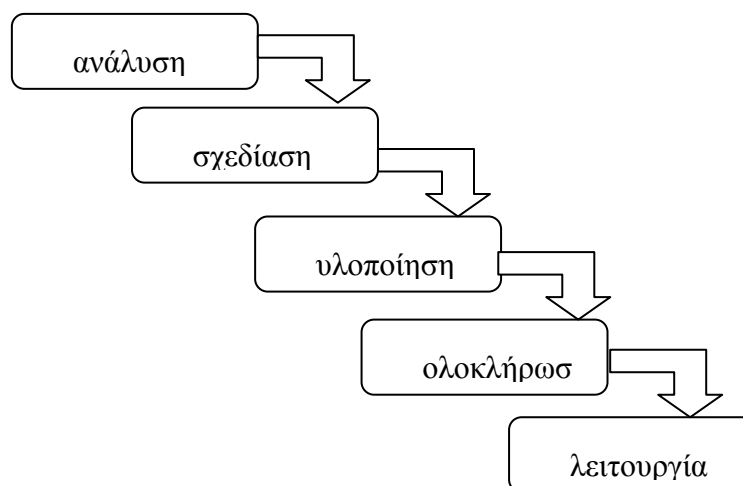 ανάλυση
σχεδίαση
υλοποίηση
ολοκλήρωσ
λειτουργία